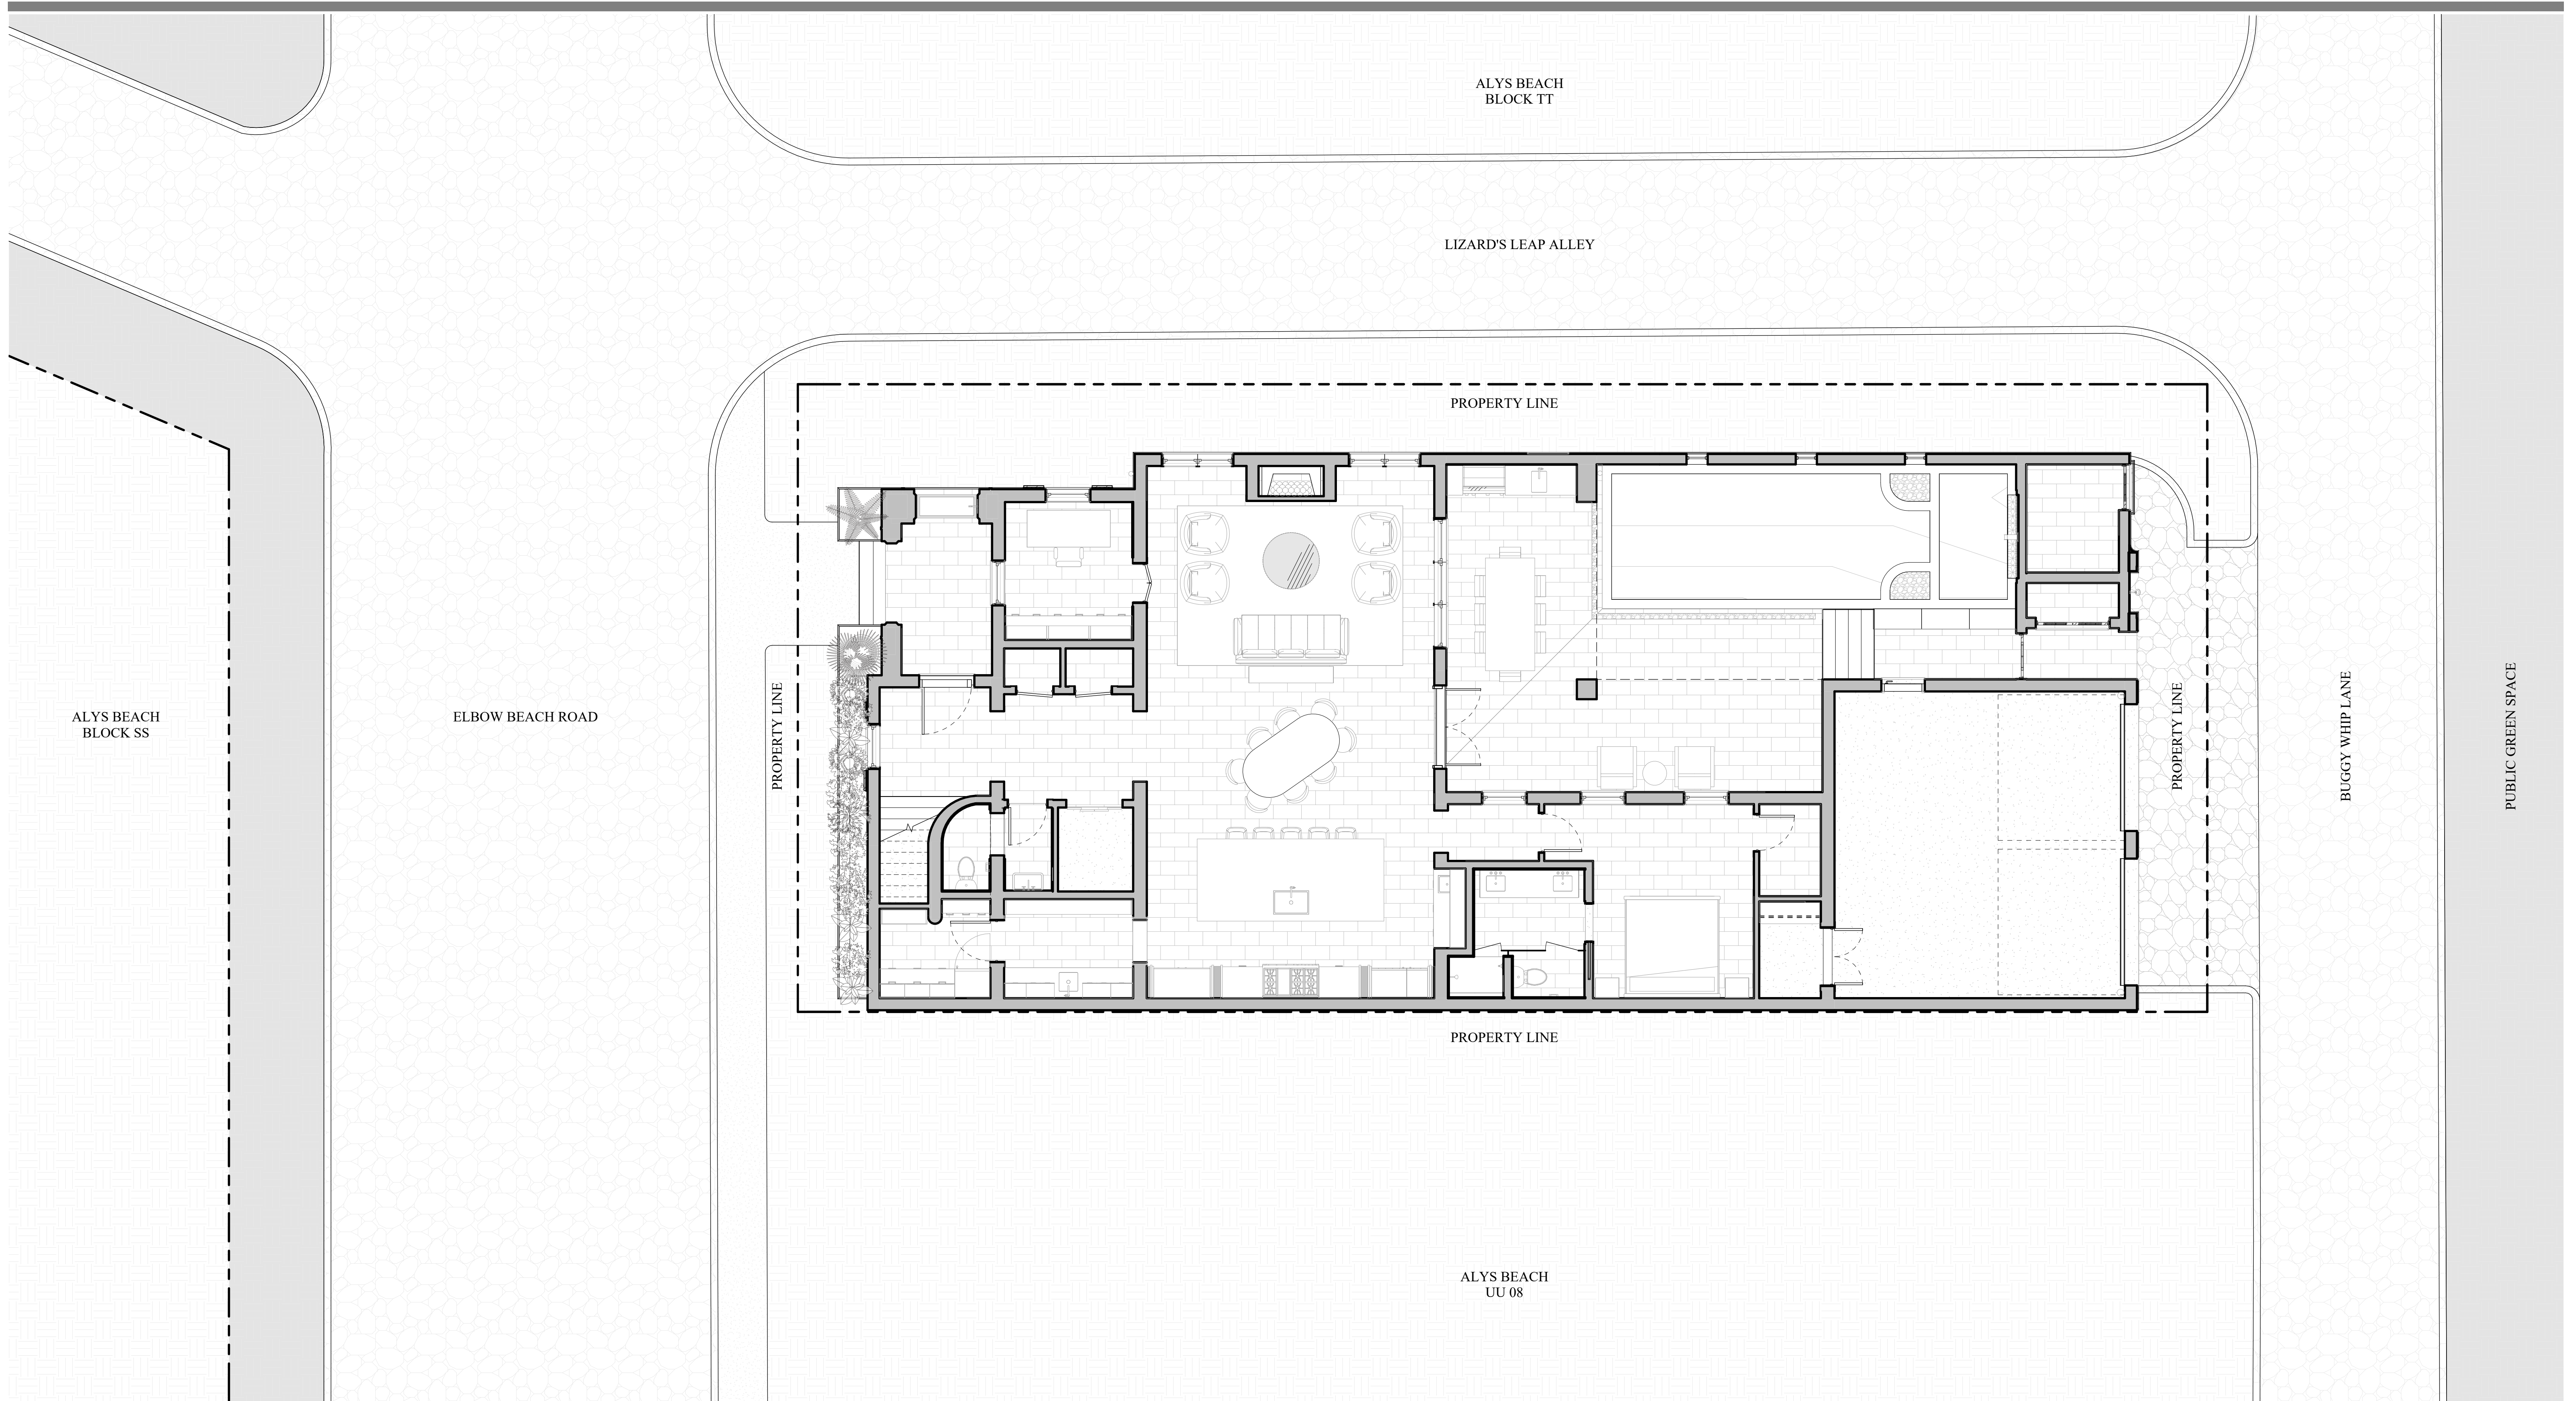 ALYS BEACH
BLOCK TT
LIZARD'S LEAP ALLEY
PROPERTY LINE
ALYS BEACH
BLOCK SS
ELBOW BEACH ROAD
PROPERTY LINE
PROPERTY LINE
BUGGY WHIP LANE
PUBLIC GREEN SPACE
PROPERTY LINE
ALYS BEACH
UU 08